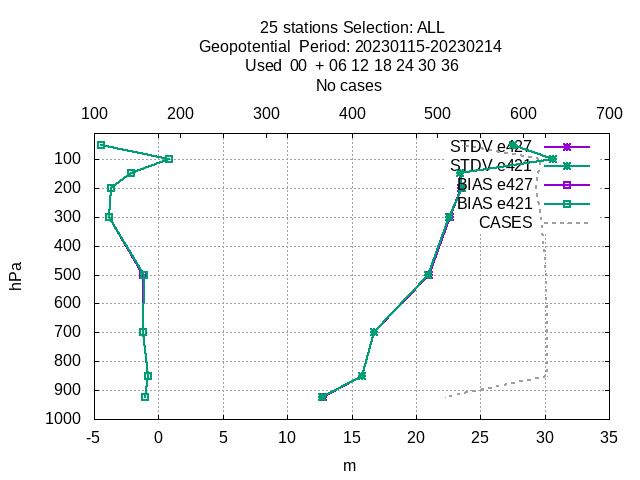 25 stations Selection: ALL
Geopotential  Period: 20230115-20230214
Used  00  + 06 12 18 24 30 36
No cases
100 200 300 400 500 600 700
STDV e427
STDV e421
BIAS e427
BIAS e421
CASES
hPa
100
200
300
400
500
600
700
800
900
1000
-5 0 5 10 15 20 25 30 35
m